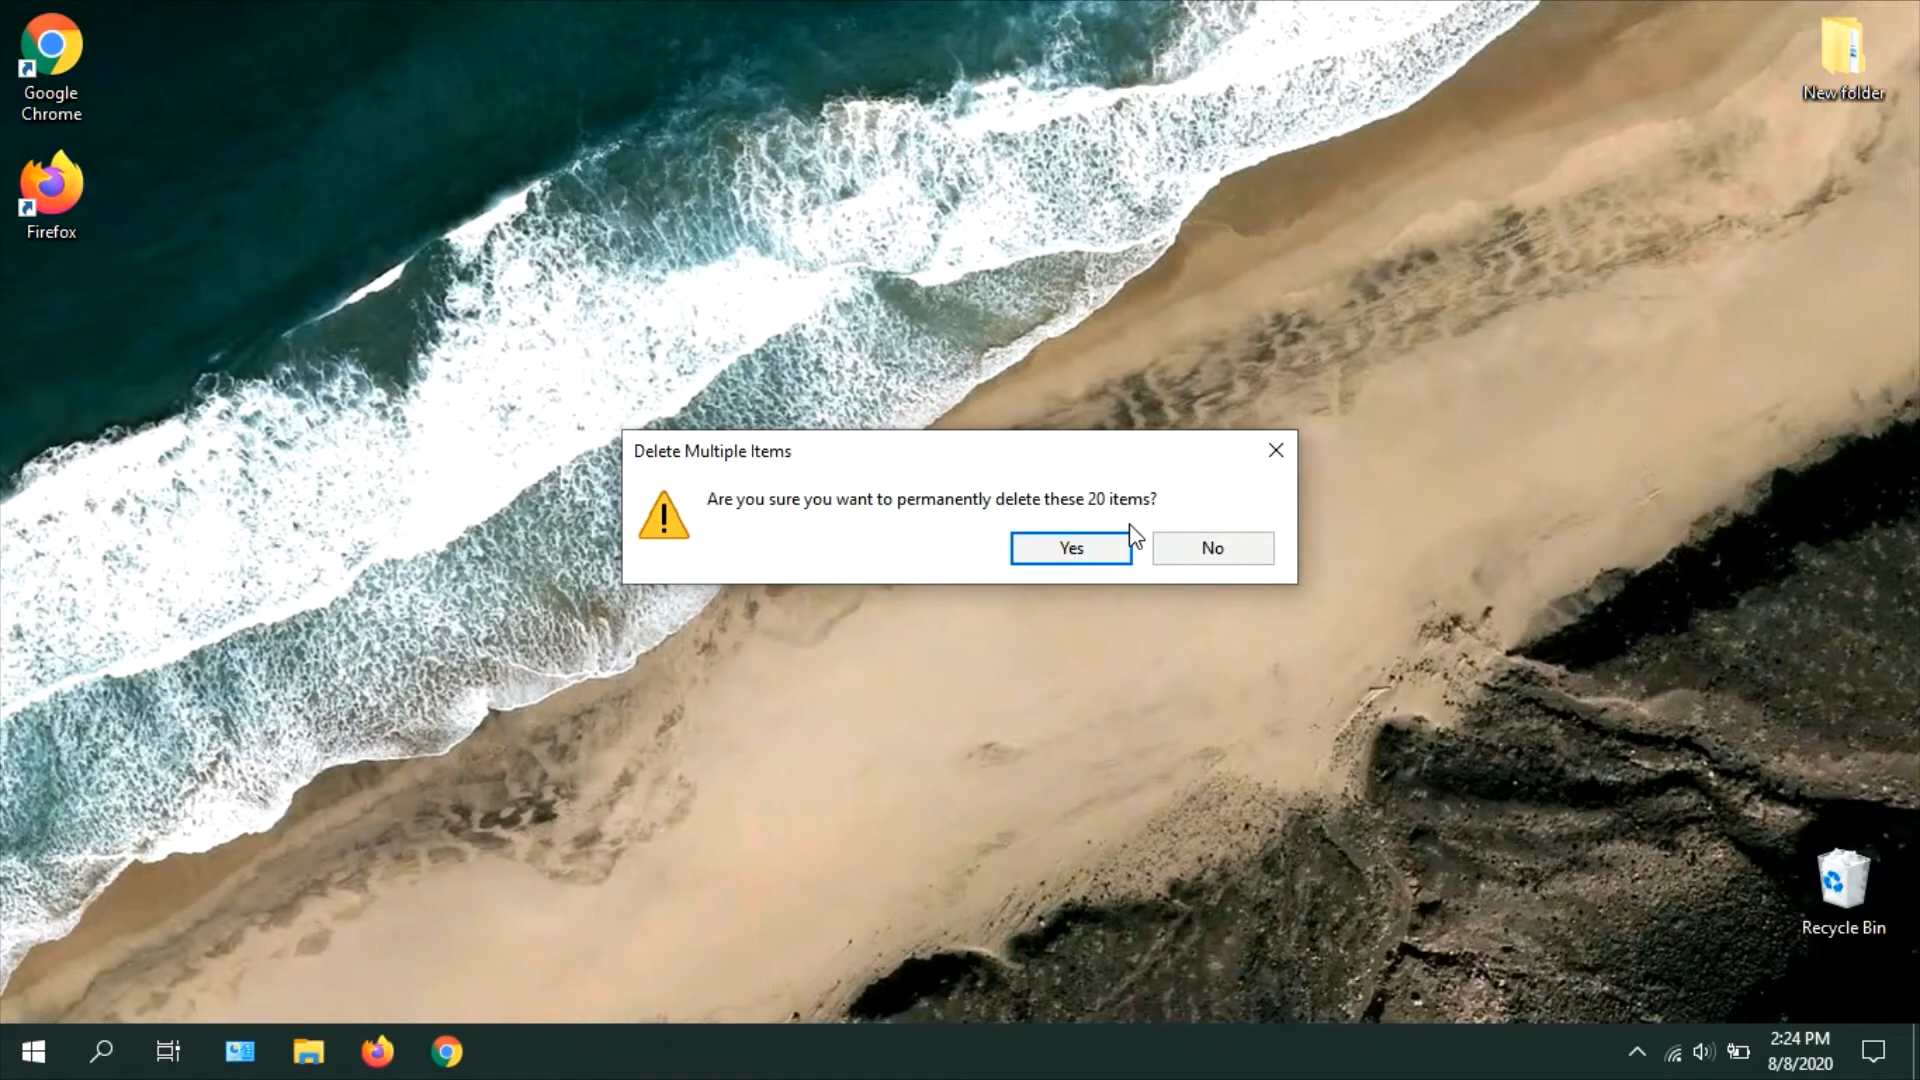 Google
Chrome
Firefox
New folder
Delete Multiple Items
Are you sure you want to permanently delete these 20 items?
Yes
No
Recycle Bin
2:24 PM
8/8/2020